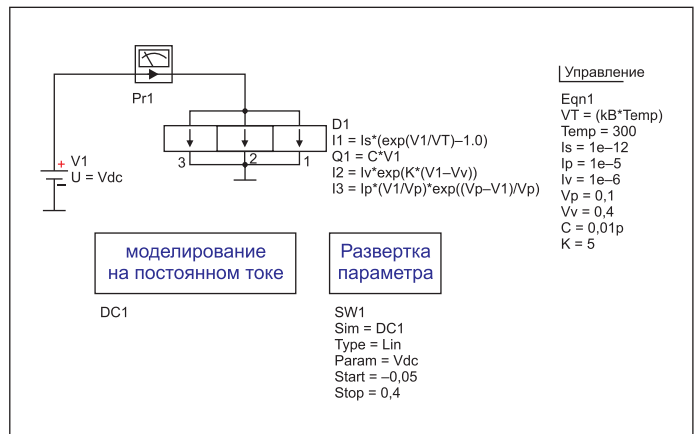 Pr1
V1
U = Vdc
3
2
1
D1
I1 = Is*(exp(V1/VT)–1.0)
Q1 = C*V1
I2 = Iv*exp(K*(V1–Vv))
I3 = Ip*(V1/Vp)*exp((Vp–V1)/Vp)
Управление
Eqn1
VT = (kB*Temp)
Temp = 300
Is = 1e–12
Ip = 1e–5
Iv = 1e–6
Vp = 0,1
Vv = 0,4
C = 0,01p
K = 5
моделирование
на постоянном токе
DC1
Развертка
параметра
SW1
Sim = DC1
Type = Lin
Param = Vdc
Start = –0,05
Stop = 0,4